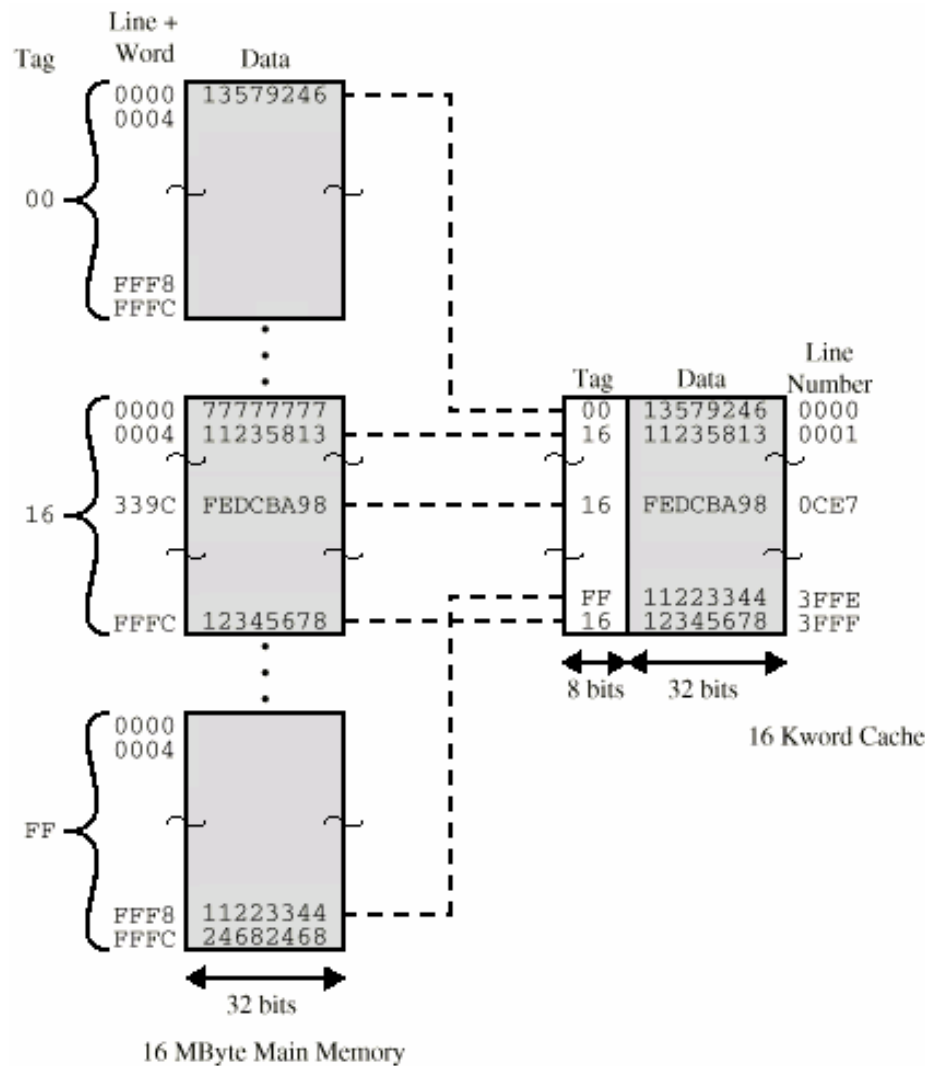 Line +
Word
Tag
Data
0000 13579246
0004
00
FFF8
FFFC
Tag Data Line
Number
0000 77777777
0004 11235813
16
339C FEDCBA98
FFFC 12345678
00 13579246 0000
16 11235813 0001
16 FEDCBA98 0CE7
FF 11223344 3FFE
16 12345678 3FFF
8 bits 32 bits
16 Kword Cache
0000
0004
FF
FFF8 11223344
FFFC 24682468
32 bits
16 MByte Main Memory